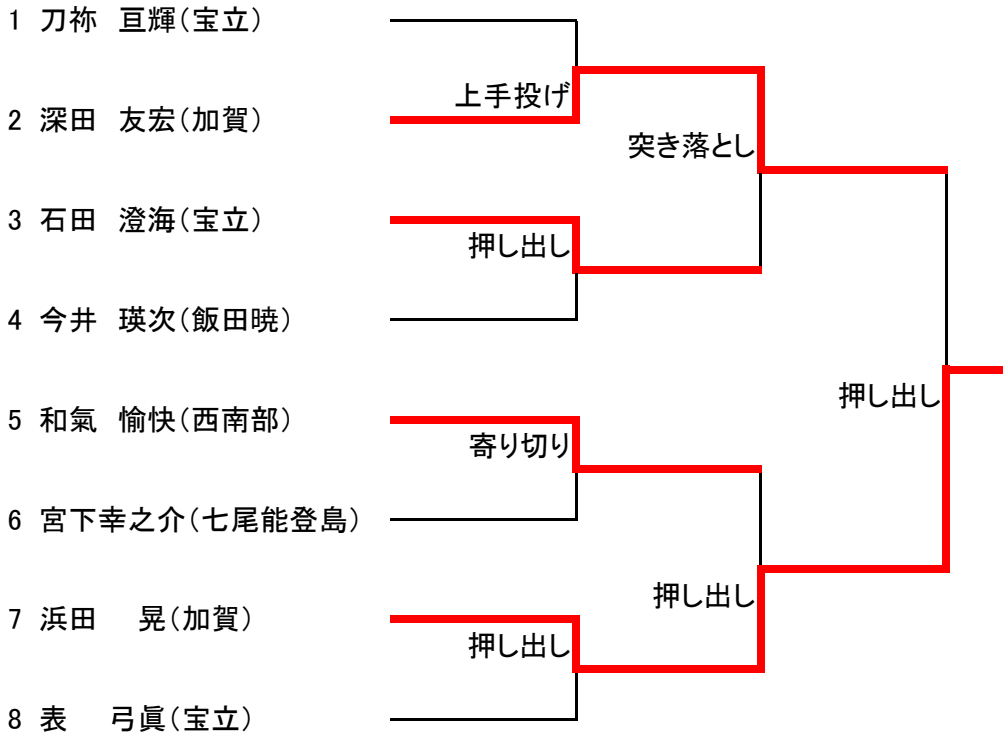 1 刀祢　亘輝（宝立）
上手投げ
2 深田　友宏（加賀）
突き落とし
3 石田　澄海（宝立）
押し出し
4 今井　瑛次（飯田暁）
押し出し
5 和氣　愉快（西南部）
寄り切り
6 宮下幸之介（七尾能登島）
押し出し
7 浜田　　晃（加賀）
押し出し
8 表　　弓眞（宝立）